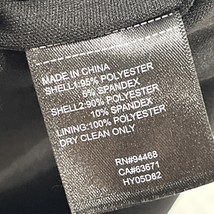 MADE IN CHINA
SHELL1:95% POLYESTER
5% SPANDEX
SHELL2:90% POLYESTER
10% SPANDEX
LINING:100% POLYESTER
DRY CLEAN ONLY
RN#94468
CA#63671
HY05D82